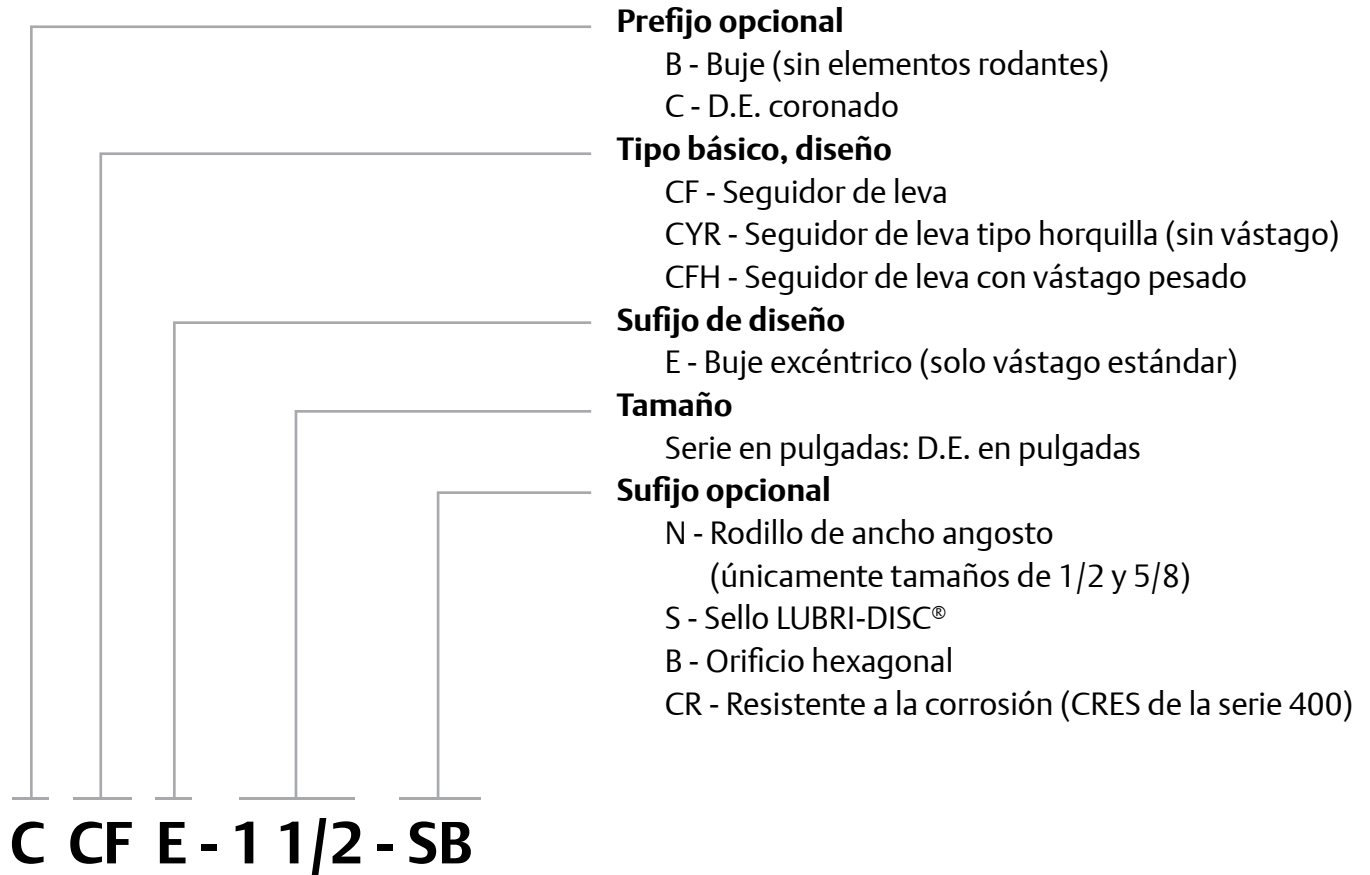 Prefijo opcional
B - Buje (sin elementos rodantes)
C - D.E. coronado
Tipo básico, diseño
CF - Seguidor de leva
CYR - Seguidor de leva tipo horquilla (sin vástago)
CFH - Seguidor de leva con vástago pesado
Sufijo de diseño
E - Buje excéntrico (solo vástago estándar)
Tamaño
Serie en pulgadas: D.E. en pulgadas
Sufijo opcional
N - Rodillo de ancho angosto
(únicamente tamaños de 1/2 y 5/8)
S - Sello LUBRI-DISC®
B - Orificio hexagonal
CR - Resistente a la corrosión (CRES de la serie 400)
C CF E - 1 1/2 - SB